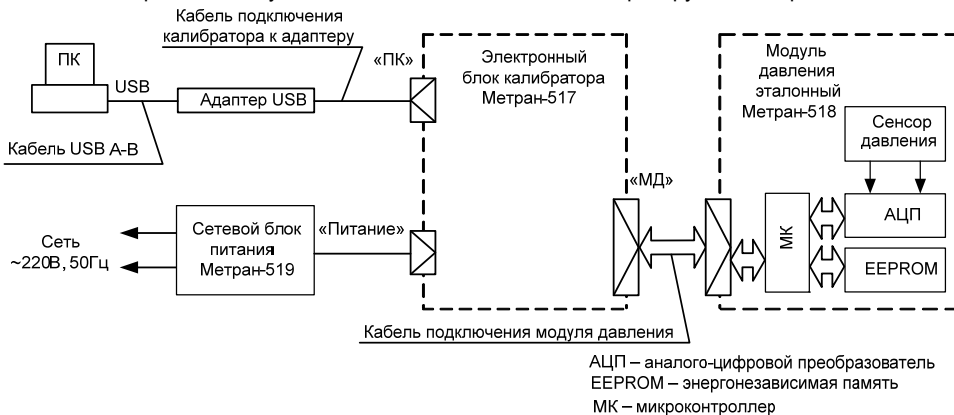 Кабель подключения
калибратора к адаптеру
ПК
USB
Адаптер USB
Кабель USB A-B
«ПК»
Электронный
блок калибратора
Метран-517
Модуль
давления
эталонный
Метран-518
Сенсор
давления
«МД»
МК
АЦП
EEPROM
Сеть
~220В, 50Гц
Сетевой блок
питания
Метран-519
«Питание»
Кабель подключения модуля давления
АЦП – аналого-цифровой преобразователь
EEPROM – энергонезависимая память
МК – микроконтроллер